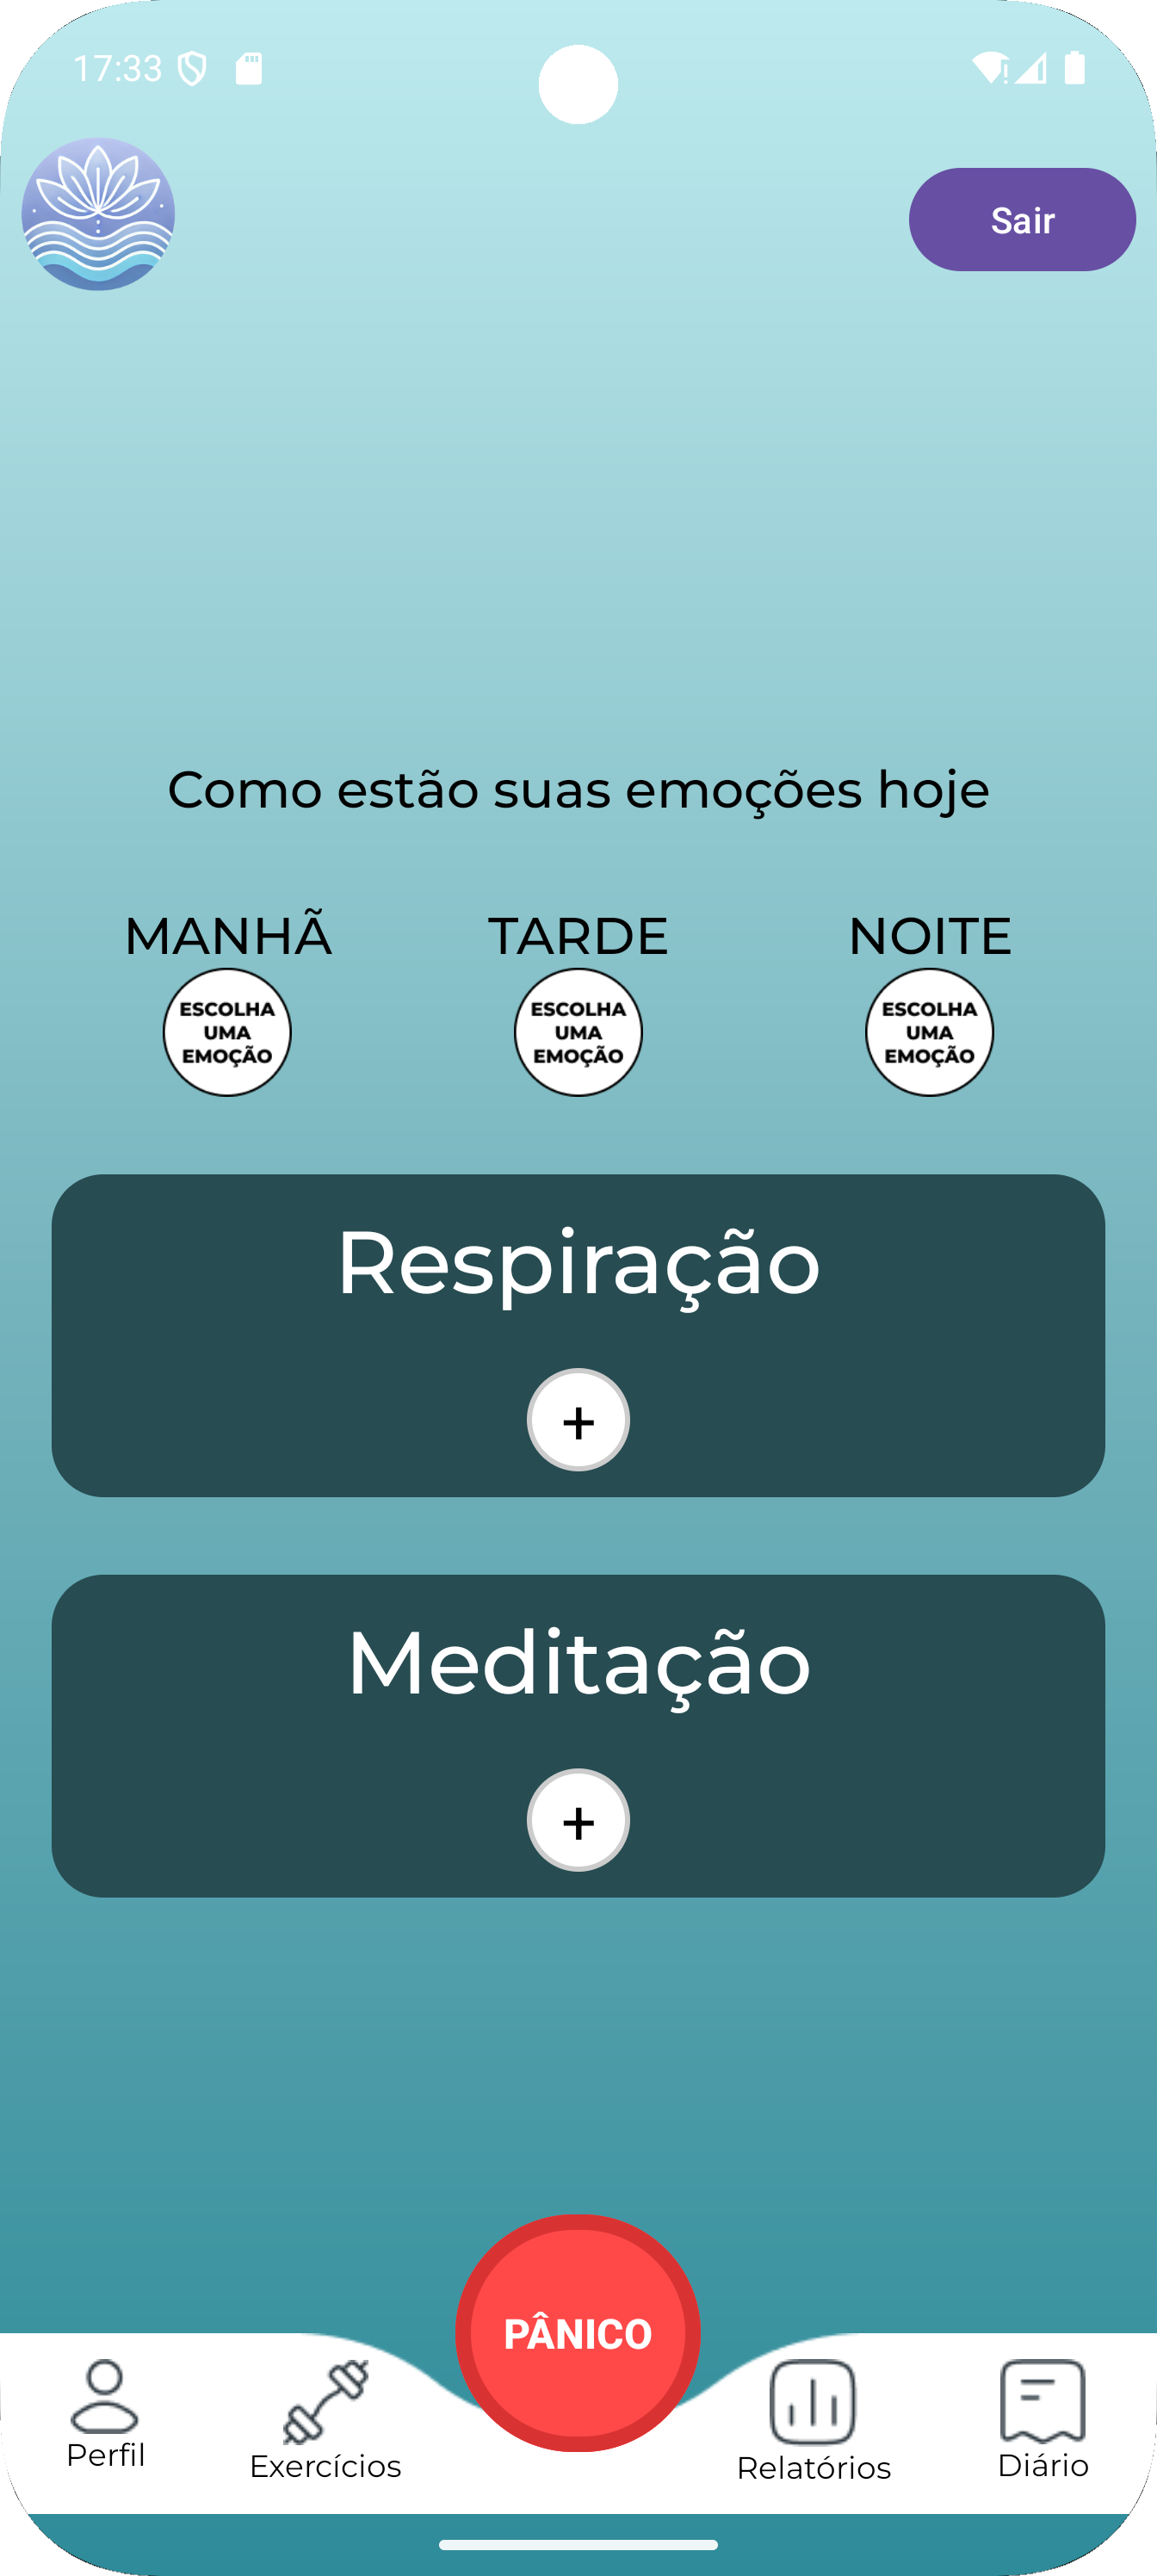 17:33
Sair
Como estão suas emoções hoje
MANHÃ
TARDE
NOITE
ESCOLHA
UMA
EMOÇÃO
ESCOLHA
UMA
EMOÇÃO
ESCOLHA
UMA
EMOÇÃO
Respiração
+
Meditação
+
PÂNICO
Perfil
Exercícios
Relatórios
Diário